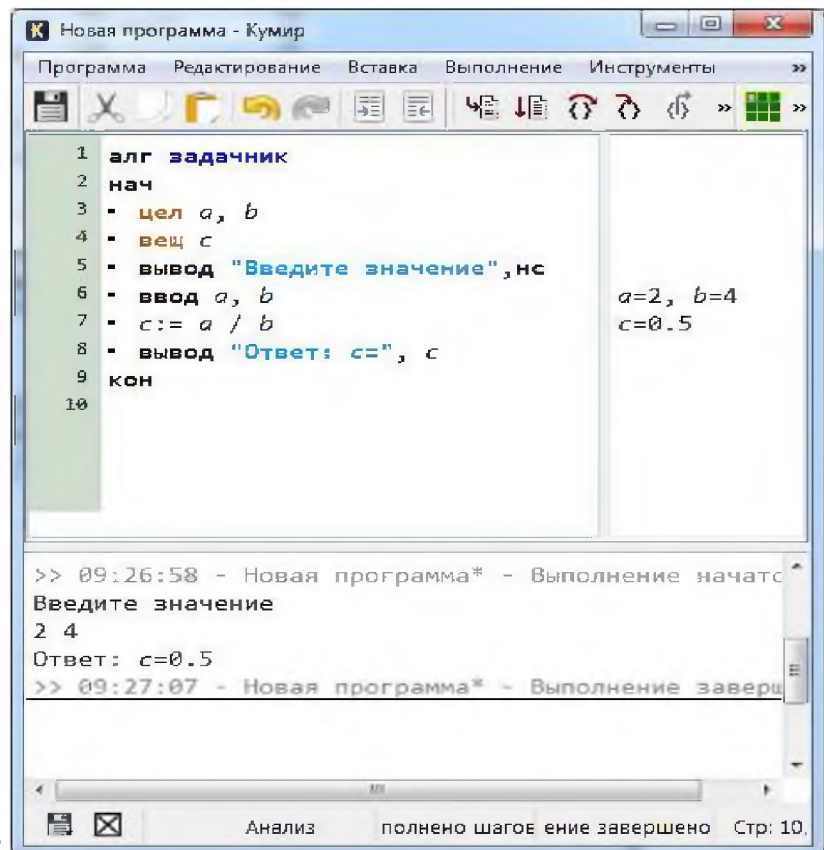 Новая программа - Кумир
Программа Редактирование Вставка Выполнение Инструменты »
» »
1 алг задачник
2 нач
3 цел a, b
4 вещ c
5 вывод "Введите значение",нс
6 ввод a, b a=2, b=4
7 c:= a / b c=0.5
8 вывод "Ответ: c=", c
9 кон
10
>> 09:26:58 - Новая программа* - Выполнение начато
Введите значение
2 4
Ответ: c=0.5
>> 09:27:07 - Новая программа* - Выполнение заверш
Анализ полнено шагов ение завершено Стр: 10,